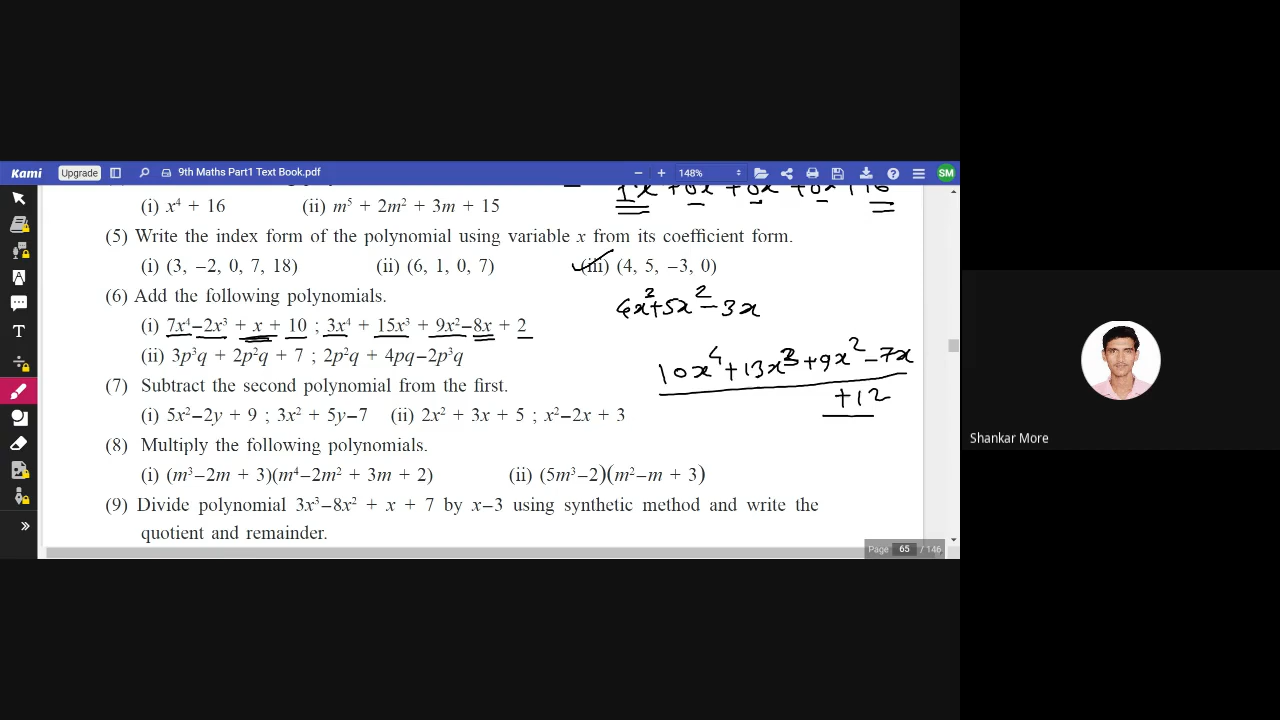 Kami Upgrade 9th Maths Part1 Text Book.pdf 148% SM
(i) x⁴ + 16 (ii) m⁵ + 2m² + 3m + 15
(5) Write the index form of the polynomial using variable x from its coefficient form.
(i) (3, −2, 0, 7, 18) (ii) (6, 1, 0, 7) (iii) (4, 5, −3, 0)
(6) Add the following polynomials.
4x³+5x²−3x
(i) 7x⁴−2x³ + x + 10 ; 3x⁴ + 15x³ + 9x²−8x + 2
(ii) 3p³q + 2p²q + 7 ; 2p²q + 4pq−2p³q
10x⁴+13x³+9x²−7x
+12
(7) Subtract the second polynomial from the first.
(i) 5x²−2y + 9 ; 3x² + 5y−7 (ii) 2x² + 3x + 5 ; x²−2x + 3
(8) Multiply the following polynomials.
(i) (m³−2m + 3)(m⁴−2m² + 3m + 2) (ii) (5m³−2)(m²−m + 3)
(9) Divide polynomial 3x³−8x² + x + 7 by x−3 using synthetic method and write the
quotient and remainder.
Page 65 / 146
Shankar More